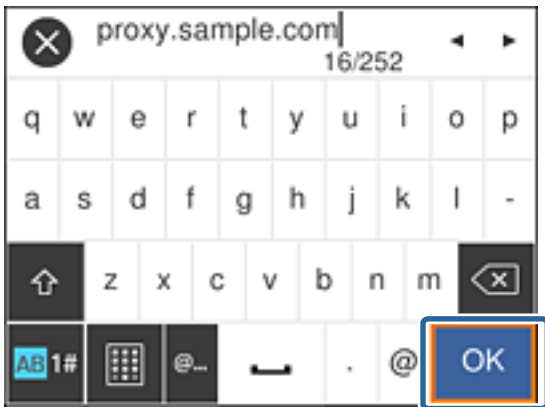 proxy.sample.com
16/252
q w e r t y u i o p
a s d f g h j k l -
z x c v b n m
AB 1# @... . @ OK